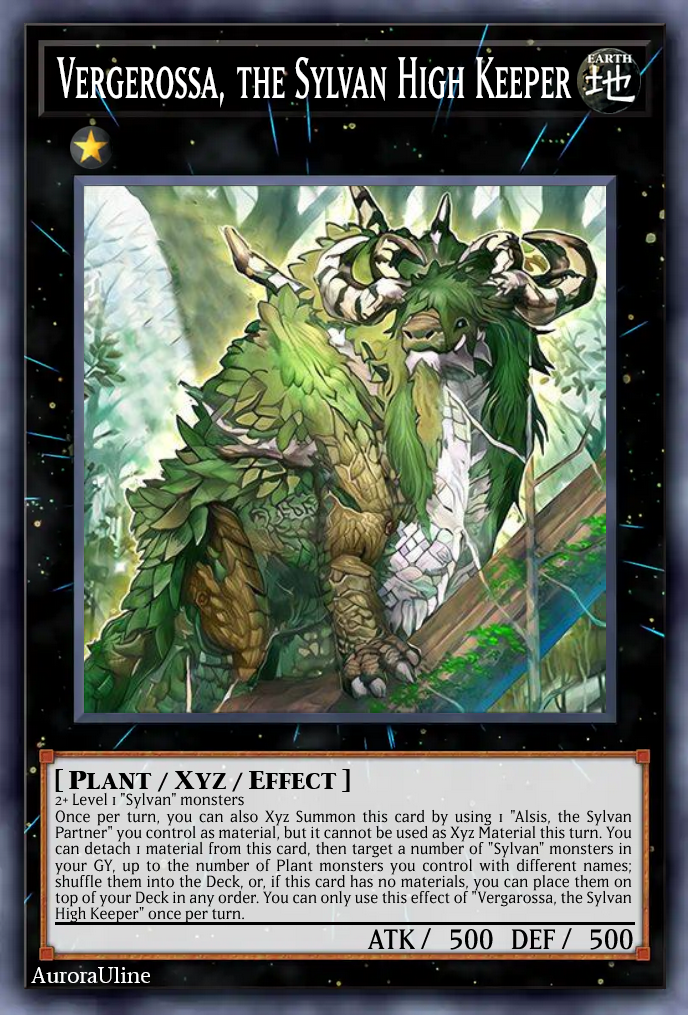 VERGEROSSA, THE SYLVAN HIGH KEEPER
EARTH
地
[ PLANT / XYZ / EFFECT ]
2+ Level 1 "Sylvan" monsters
Once per turn, you can also Xyz Summon this card by using 1 "Alsis, the Sylvan
Partner" you control as material, but it cannot be used as Xyz Material this turn. You
can detach 1 material from this card, then target a number of "Sylvan" monsters in
your GY, up to the number of Plant monsters you control with different names;
shuffle them into the Deck, or, if this card has no materials, you can place them on
top of your Deck in any order. You can only use this effect of "Vergarossa, the Sylvan
High Keeper" once per turn.
ATK / 500 DEF / 500
AuroraUline